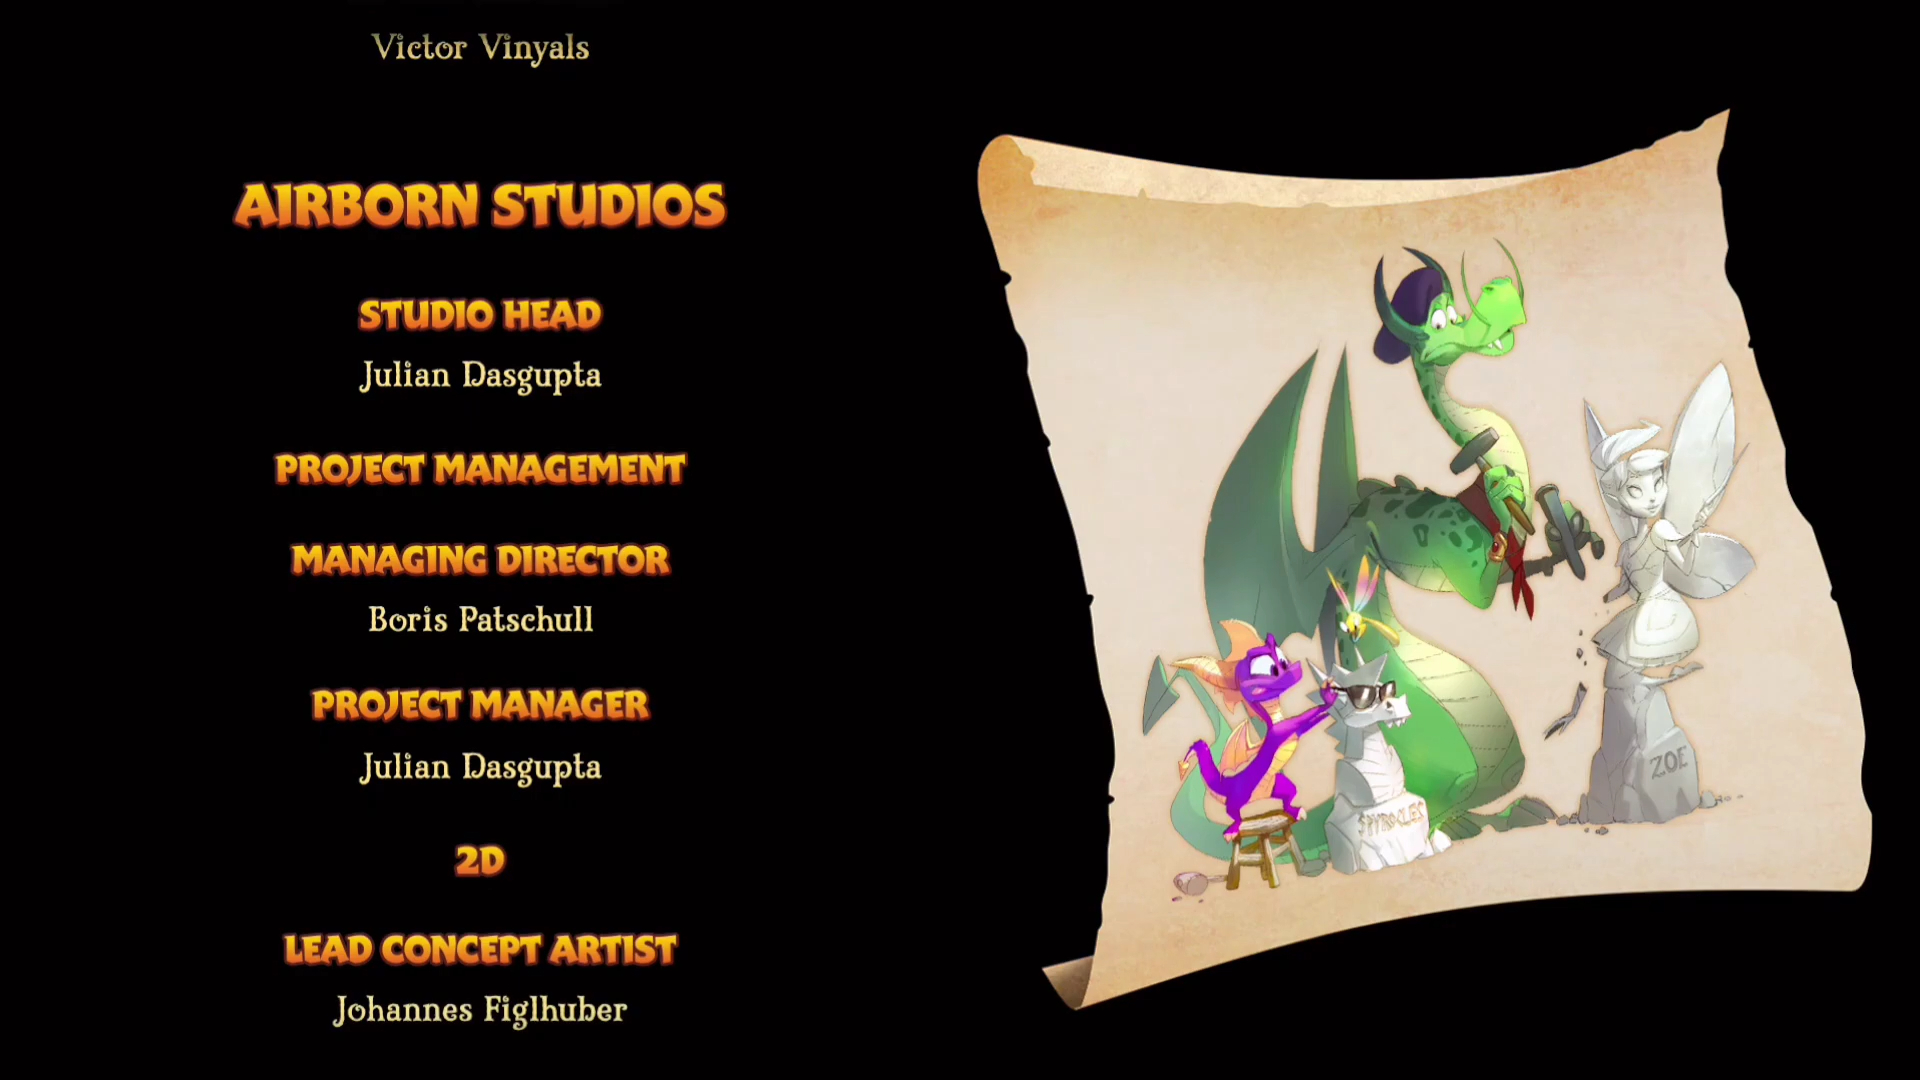 Victor Vinyals
AIRBORN STUDIOS
STUDIO HEAD
Julian Dasgupta
PROJECT MANAGEMENT
MANAGING DIRECTOR
Boris Patschull
PROJECT MANAGER
Julian Dasgupta
2D
LEAD CONCEPT ARTIST
Johannes Figlhuber
ZOE
SPYROCLES